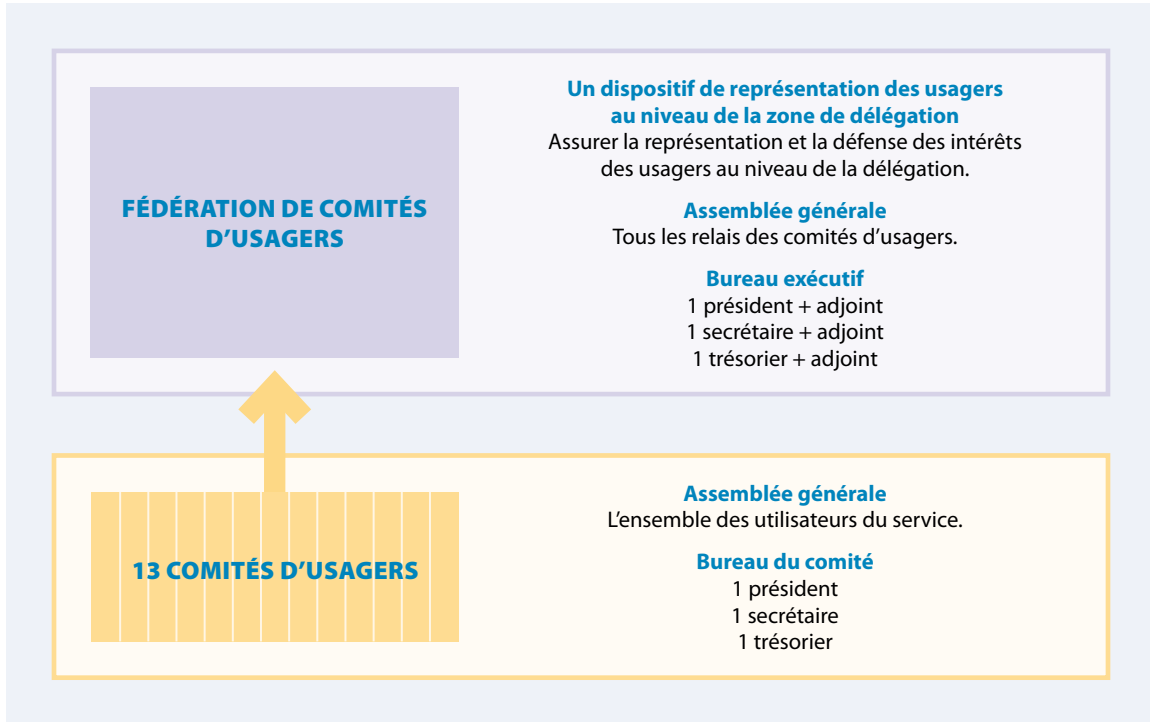 FÉDÉRATION DE COMITÉS
D’USAGERS
Un dispositif de représentation des usagers
au niveau de la zone de délégation
Assurer la représentation et la défense des intérêts
des usagers au niveau de la délégation.
Assemblée générale
Tous les relais des comités d’usagers.
Bureau exécutif
1 président + adjoint
1 secrétaire + adjoint
1 trésorier + adjoint
13 COMITÉS D’USAGERS
Assemblée générale
L’ensemble des utilisateurs du service.
Bureau du comité
1 président
1 secrétaire
1 trésorier